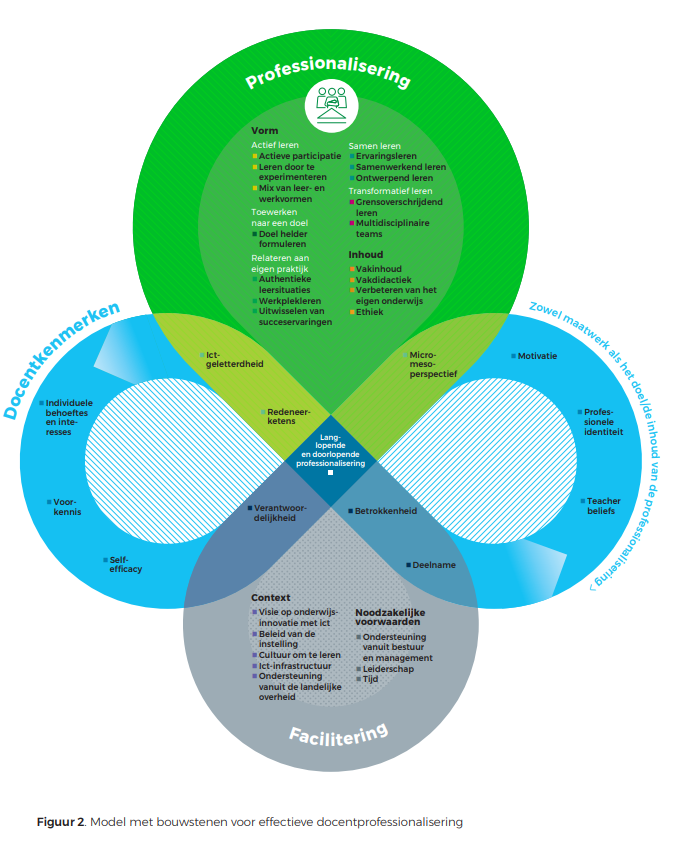 Professionalisering
Vorm
Actief leren
Actieve participatie
Leren door te
experimenteren
Mix van leer- en
werkvormen
Toewerken
naar een doel
Doel helder
formuleren
Relateren aan
eigen praktijk
Authentieke
leersituaties
Werkplekleren
Uitwisselen van
succeservaringen
Samen leren
Ervaringsleren
Samenwerkend leren
Ontwerpend leren
Transformatief leren
Grensoverschrijdend
leren
Multidisciplinaire
teams
Inhoud
Vakinhoud
Vakdidactiek
Verbeteren van het
eigen onderwijs
Ethiek
Docentkenmerken
Zowel maatwerk als het doel/de inhoud van de professionalisering
Ict-
geletterdheid
Micro-
meso-
perspectief
Motivatie
Individuele
behoeftes
en inte-
resses
Redeneer-
ketens
Profes-
sionele
identiteit
Lang-
lopende
en doorlopende
professionalisering
Voor-
kennis
Verantwoor-
delijkheid
Betrokkenheid
Teacher
beliefs
Self-
efficacy
Deelname
Context
Visie op onderwijs-
innovatie met ict
Beleid van de
instelling
Cultuur om te leren
Ict-infrastructuur
Ondersteuning
vanuit de landelijke
overheid
Noodzakelijke
voorwaarden
Ondersteuning
vanuit bestuur
en management
Leiderschap
Tijd
Facilitering
Figuur 2. Model met bouwstenen voor effectieve docentprofessionalisering